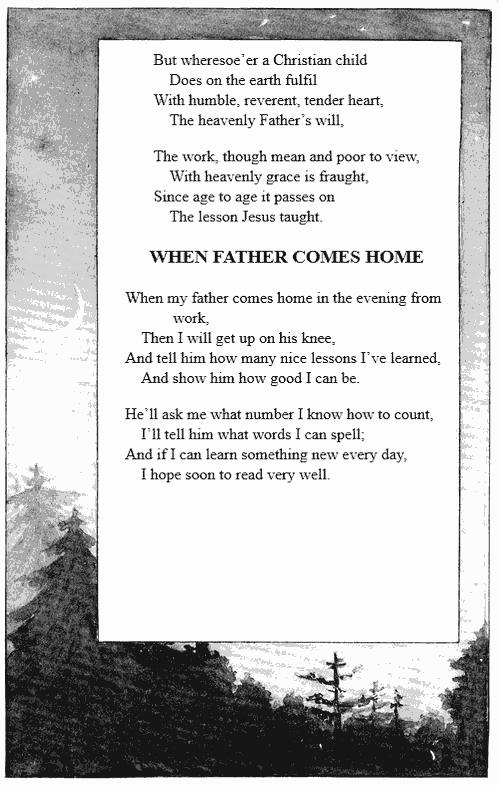 But wheresoe’er a Christian child
Does on the earth fulfil
With humble, reverent, tender heart,
The heavenly Father’s will,
The work, though mean and poor to view,
With heavenly grace is fraught,
Since age to age it passes on
The lesson Jesus taught.
WHEN FATHER COMES HOME
When my father comes home in the evening from
work,
Then I will get up on his knee,
And tell him how many nice lessons I’ve learned,
And show him how good I can be.
He’ll ask me what number I know how to count,
I’ll tell him what words I can spell;
And if I can learn something new every day,
I hope soon to read very well.